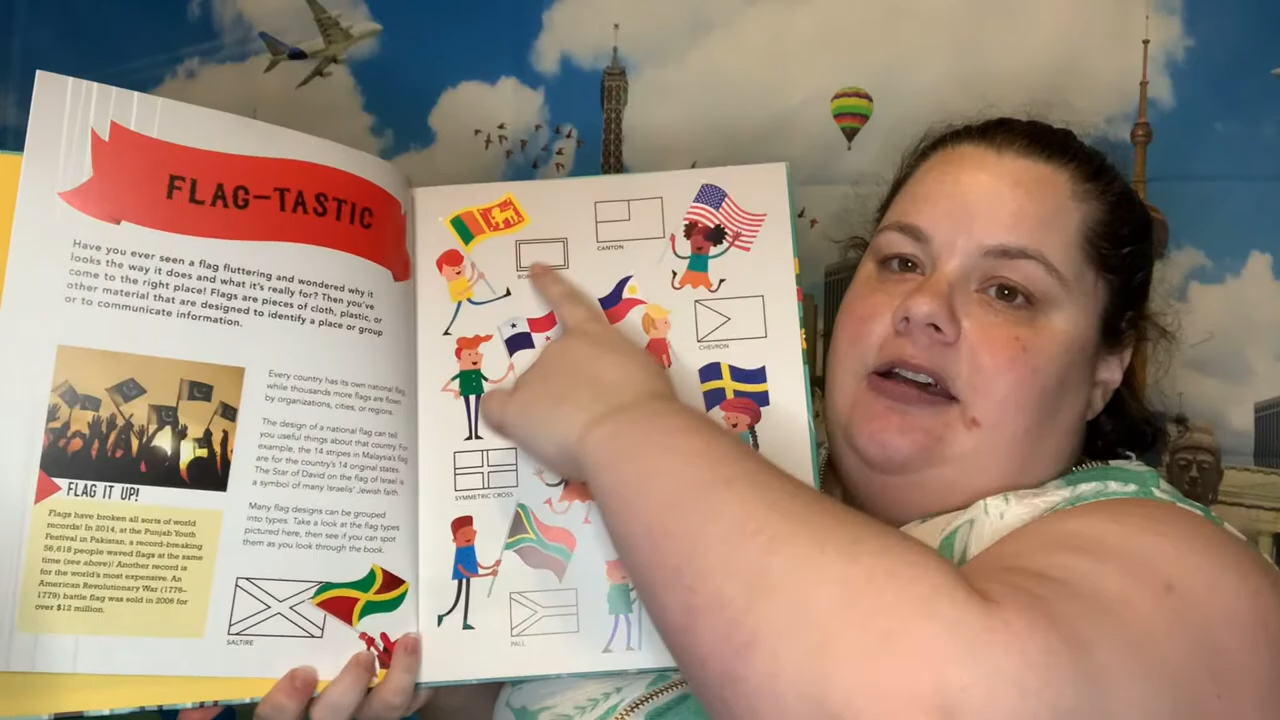 FLAG-TASTIC
Have you ever seen a flag fluttering and wondered why it
looks the way it does and what it's really for? Then you've
come to the right place! Flags are pieces of cloth, plastic, or
other material that are designed to identify a place or group
or to communicate information.
Every country has its own national flag,
while thousands more flags are flown
by organizations, cities, or regions.
The design of a national flag can tell
you useful things about that country. For
example, the 14 stripes in Malaysia's flag
are for the country's 14 original states.
The Star of David on the flag of Israel is
a symbol of many Israelis' Jewish faith.
Many flag designs can be grouped
into types. Take a look at the flag types
pictured here, then see if you can spot
them as you look through the book.
FLAG IT UP!
Flags have broken all sorts of world
records! In 2014, at the Punjab Youth
Festival in Pakistan, a record-breaking
56,618 people waved flags at the same
time (see above)! Another record is
for the world's most expensive. An
American Revolutionary War (1776–
1779) battle flag was sold in 2006 for
over $12 million.
SALTIRE
CANTON
CHEVRON
SYMMETRIC CROSS
PALL